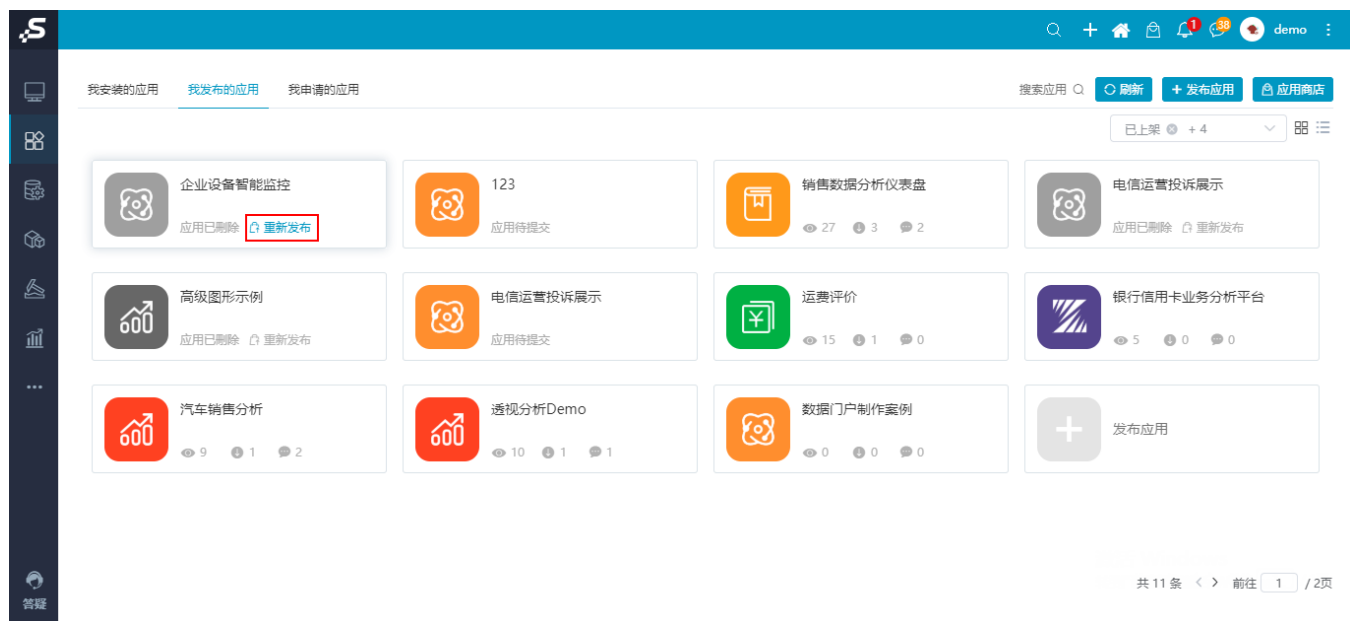 S
1
38
demo
我安装的应用
我发布的应用
我申请的应用
搜索应用
刷新
+ 发布应用
应用商店
已上架
+ 4
企业设备智能监控
应用已删除
重新发布
123
应用待提交
销售数据分析仪表盘
27
3
2
电信运营投诉展示
应用已删除
重新发布
高级图形示例
应用已删除
重新发布
电信运营投诉展示
应用待提交
运费评价
15
1
0
银行信用卡业务分析平台
5
0
0
汽车销售分析
9
1
2
透视分析Demo
10
1
1
数据门户制作案例
0
0
0
发布应用
答疑
共 11 条
前往 1 / 2页